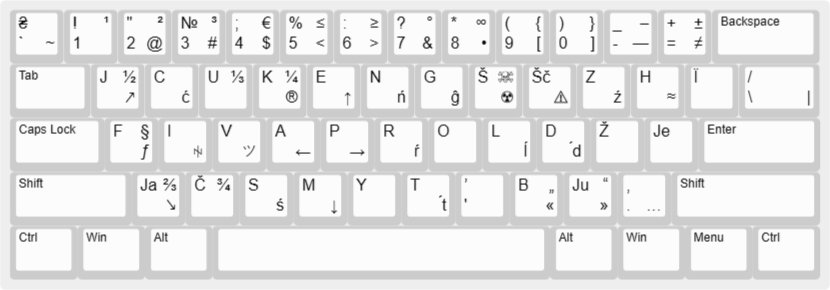 ₴ ! ¹ " ² № ³ ; € % ≤ : ≥ ? ° * ∞ ( { ) } _ – + ± Backspace
` ~ 1 2 @ 3 # 4 $ 5 < 6 > 7 & 8 • 9 [ 0 ] - — = ≠
Tab J ½ C U ⅓ K ¼ E N G Š ☠ Šč Z H Ï /
↗ ć ® ↑ ń ĝ ☢ ⚠ ź ≈ \ |
Caps Lock F § I V A P R O L D Ž Je Enter
ƒ ツ ← → ŕ ĺ ´d
Shift Ja ⅔ Č ¾ S M Y T ’ B „ Ju “ , Shift
↘ ś ↓ ´t ' « » . …
Ctrl Win Alt Alt Win Menu Ctrl